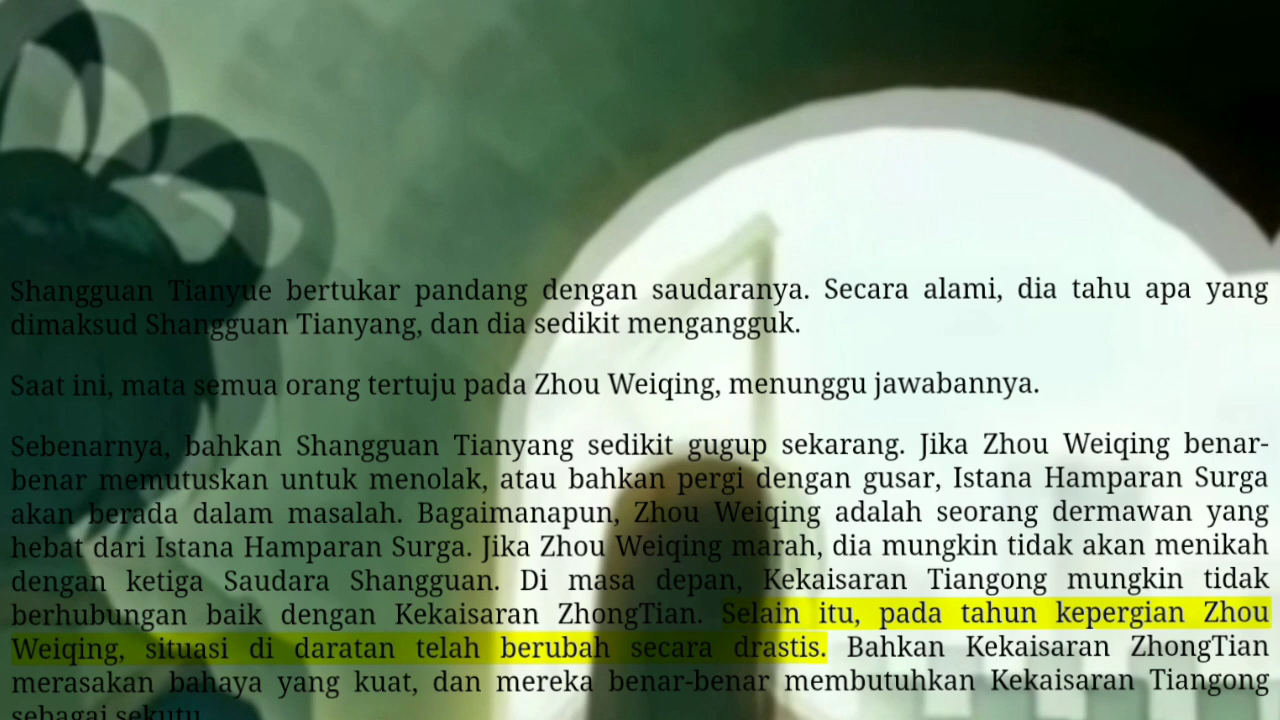 Shangguan Tianyue bertukar pandang dengan saudaranya. Secara alami, dia tahu apa yang
dimaksud Shangguan Tianyang, dan dia sedikit mengangguk.
Saat ini, mata semua orang tertuju pada Zhou Weiqing, menunggu jawabannya.
Sebenarnya, bahkan Shangguan Tianyang sedikit gugup sekarang. Jika Zhou Weiqing benar-
benar memutuskan untuk menolak, atau bahkan pergi dengan gusar, Istana Hamparan Surga
akan berada dalam masalah. Bagaimanapun, Zhou Weiqing adalah seorang dermawan yang
hebat dari Istana Hamparan Surga. Jika Zhou Weiqing marah, dia mungkin tidak akan menikah
dengan ketiga Saudara Shangguan. Di masa depan, Kekaisaran Tiangong mungkin tidak
berhubungan baik dengan Kekaisaran ZhongTian. Selain itu, pada tahun kepergian Zhou
Weiqing, situasi di daratan telah berubah secara drastis. Bahkan Kekaisaran ZhongTian
merasakan bahaya yang kuat, dan mereka benar-benar membutuhkan Kekaisaran Tiangong
sebagai sekutu.